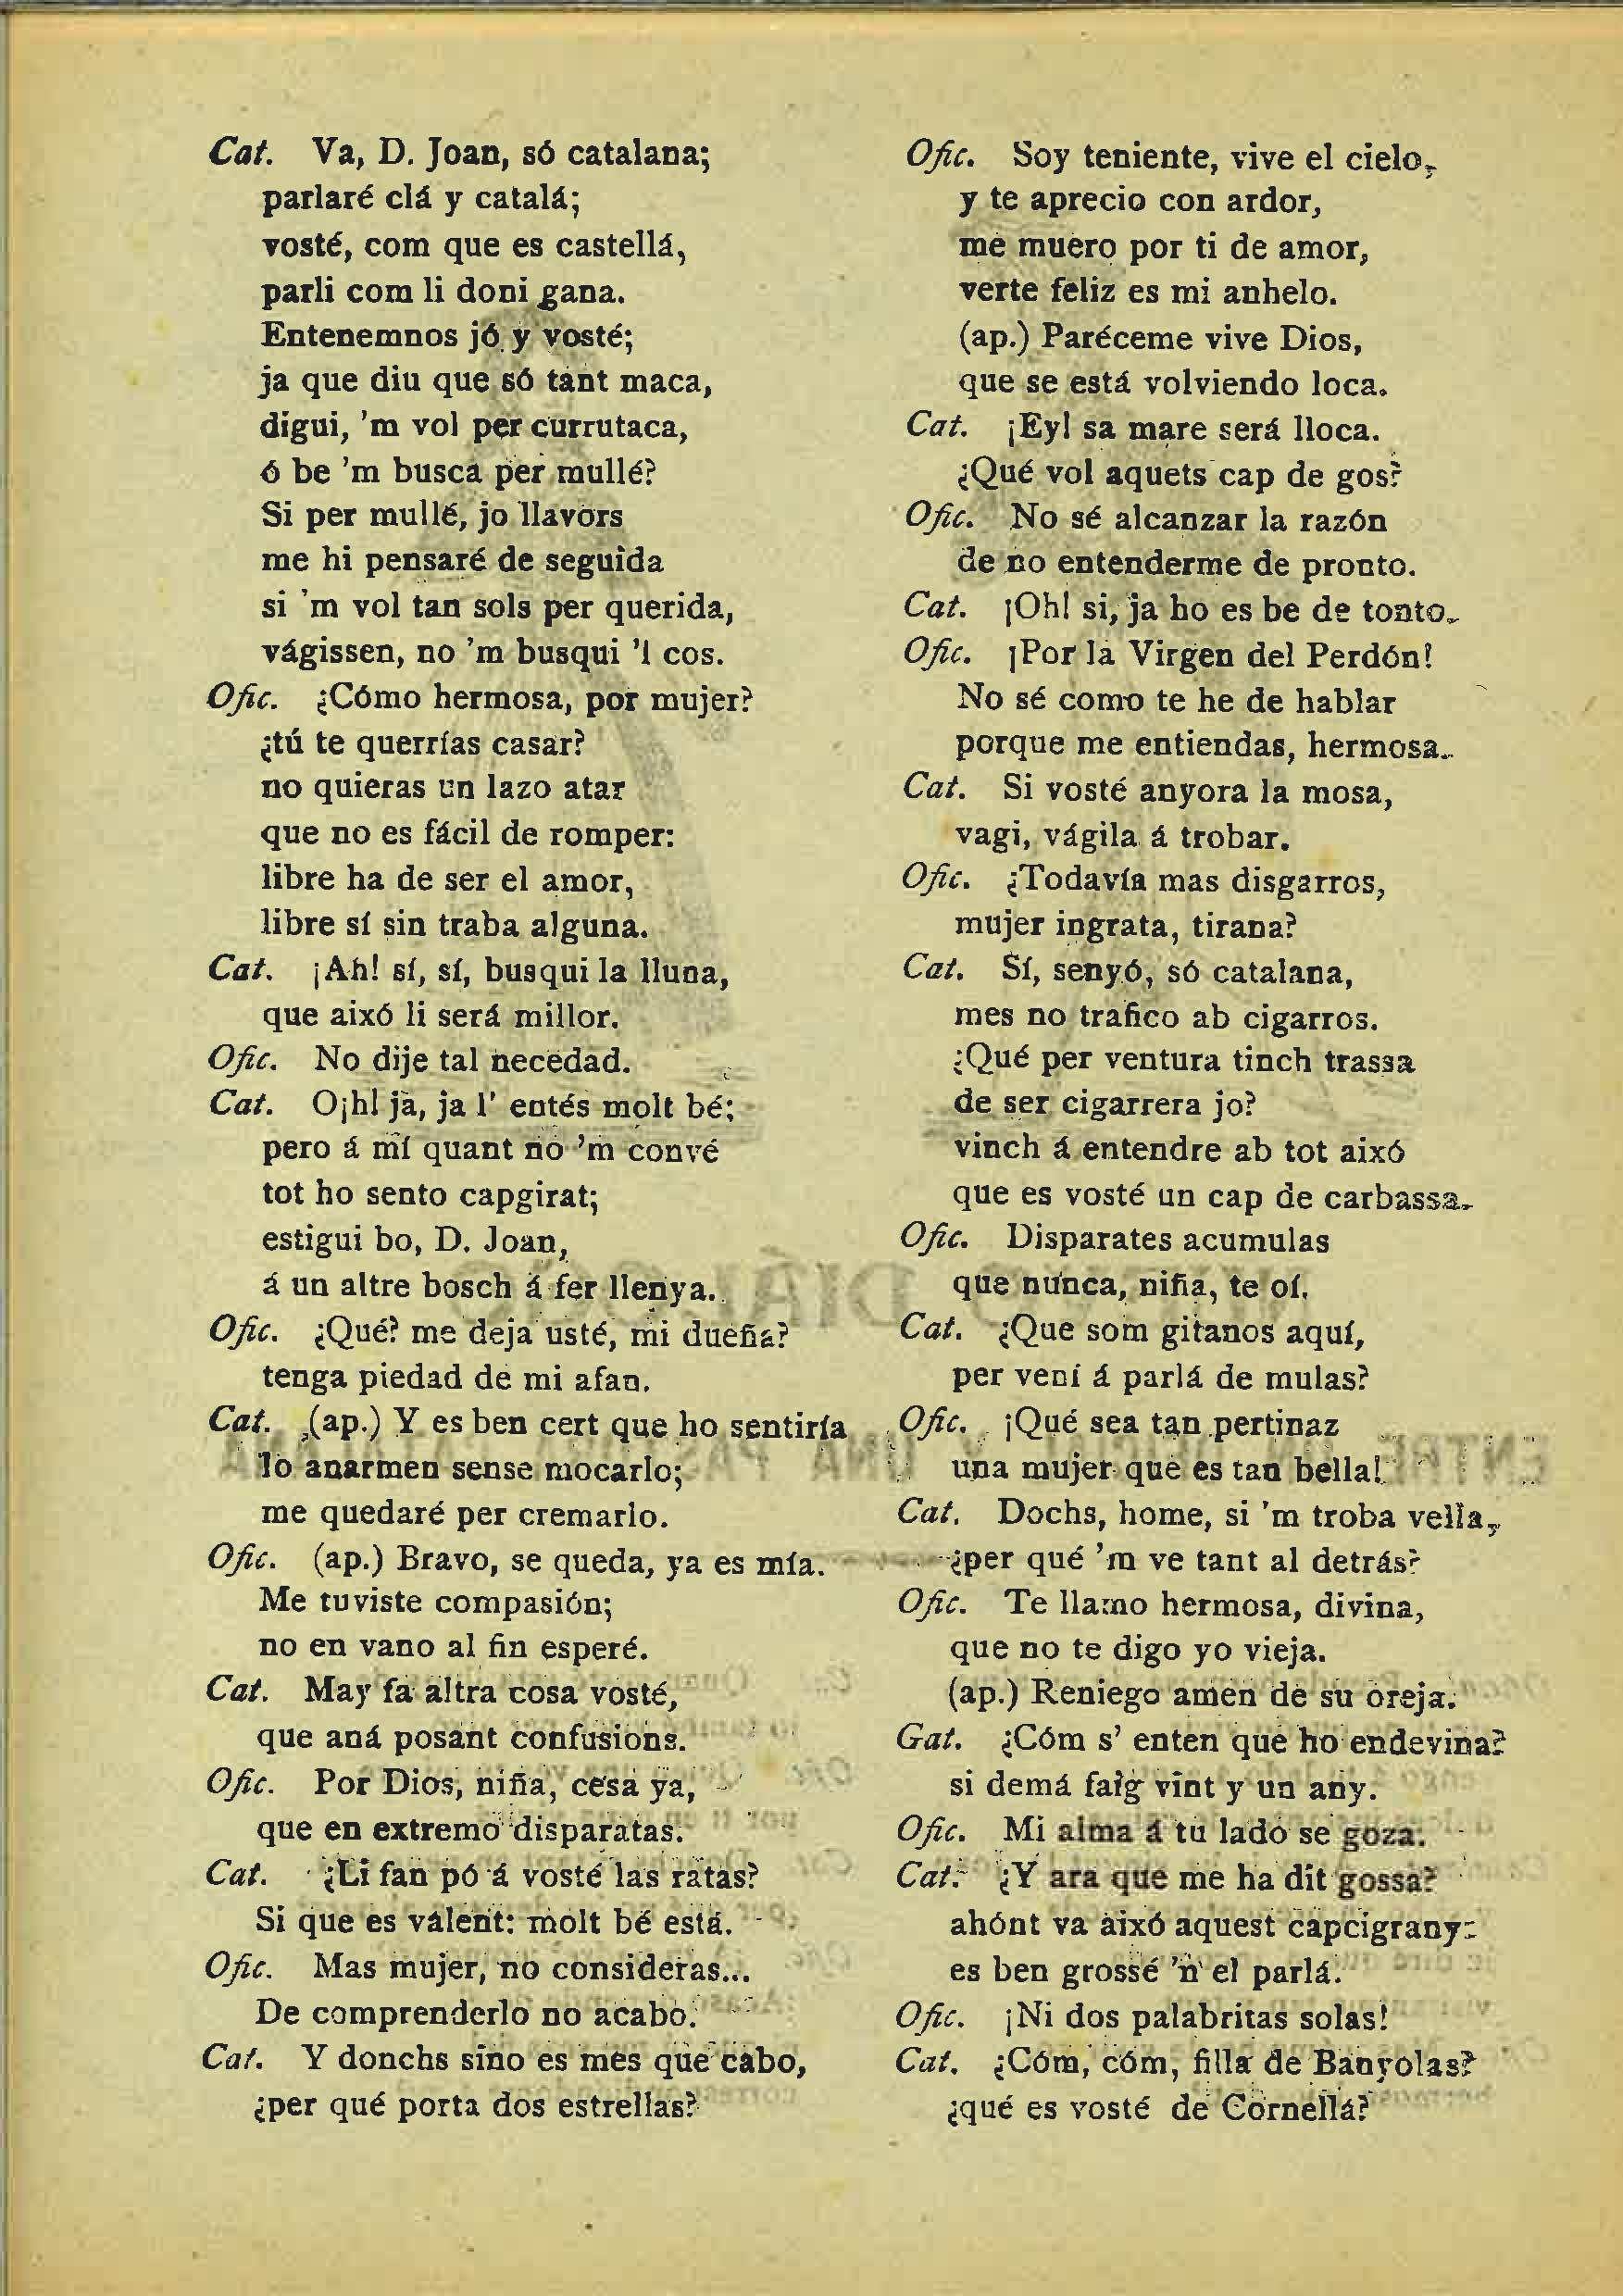 Cat. Va, D. Joan, só catalana;
parlaré clá y catalá;
vosté, com que es castellá,
parli com li doni gana.
Entenemnos jó y vosté;
ja que diu que só tant maca,
digui, 'm vol per currutaca,
ó be 'm busca per mullé?
Si per mullé, jo llavors
me hi pensaré de seguida
si 'm vol tan sols per querida,
vágissen, no 'm busqui 'l cos.
Ofic. ¿Cómo hermosa, por mujer?
¿tú te querrías casar?
no quieras un lazo atar
que no es fácil de romper:
libre ha de ser el amor,
libre sí sin traba alguna.
Cat. ¡Ah! sí, sí, busqui la lluna,
que aixó li será millor.
Ofic. No dije tal necedad.
Cat. O¡h! ja, ja l' entés molt bé;
pero á mí quant no 'm convé
tot ho sento capgirat;
estigui bo, D. Joan,
á un altre bosch á fer llenya.
Ofic. ¿Qué? me deja usté, mi dueña?
tenga piedad de mi afan.
Cat. (ap.) Y es ben cert que ho sentiría
lo anarmen sense mocarlo;
me quedaré per cremarlo.
Ofic. (ap.) Bravo, se queda, ya es mía.
Me tuviste compasión;
no en vano al fin esperé.
Cat. May fa altra cosa vosté,
que aná posant confusions.
Ofic. Por Dios, niña, cesa ya,
que en extremo disparatas.
Cat. ¿Li fan pó á vosté las ratas?
Si que es valent: molt bé está.
Ofic. Mas mujer, no consideras...
De comprenderlo no acabo.
Cat. Y donchs sino es mes que cabo,
¿per qué porta dos estrellas?
Ofic. Soy teniente, vive el cielo,
y te aprecio con ardor,
me muero por ti de amor,
verte feliz es mi anhelo.
(ap.) Paréceme vive Dios,
que se está volviendo loca.
Cat. ¡Ey! sa mare será lloca.
¿Qué vol aquets cap de gos?
Ofic. No sé alcanzar la razón
de no entenderme de pronto.
Cat. ¡Oh! si, ja ho es be de tonto.
Ofic. ¡Por la Virgen del Perdón!
No sé como te he de hablar
porque me entiendas, hermosa.
Cat. Si vosté anyora la mosa,
vagi, vágila á trobar.
Ofic. ¿Todavía mas disgarros,
mujer ingrata, tirana?
Cat. Sí, senyó, só catalana,
mes no trafico ab cigarros.
¿Qué per ventura tinch trassa
de ser cigarrera jo?
vinch á entendre ab tot aixó
que es vosté un cap de carbassa.
Ofic. Disparates acumulas
que nunca, niña, te oí.
Cat. ¿Que som gitanos aquí,
per vení á parlá de mulas?
Ofic. ¡Qué sea tan pertinaz
una mujer que es tan bella!
Cat. Dochs, home, si 'm troba vella,
¿per qué 'm ve tant al detrás?
Ofic. Te llamo hermosa, divina,
que no te digo yo vieja.
(ap.) Reniego amen de su oreja.
Gat. ¿Cóm s' enten que ho endevina?
si demá faig vint y un any.
Ofic. Mi alma á tu lado se goza.
Cat. ¿Y ara que me ha dit gossa?
ahónt va aixó aquest capcigrany:
es ben grossé 'n el parlá.
Ofic. ¡Ni dos palabritas solas!
Cat. ¿Cóm, cóm, filla de Banyolas?
¿qué es vosté de Cornellá?